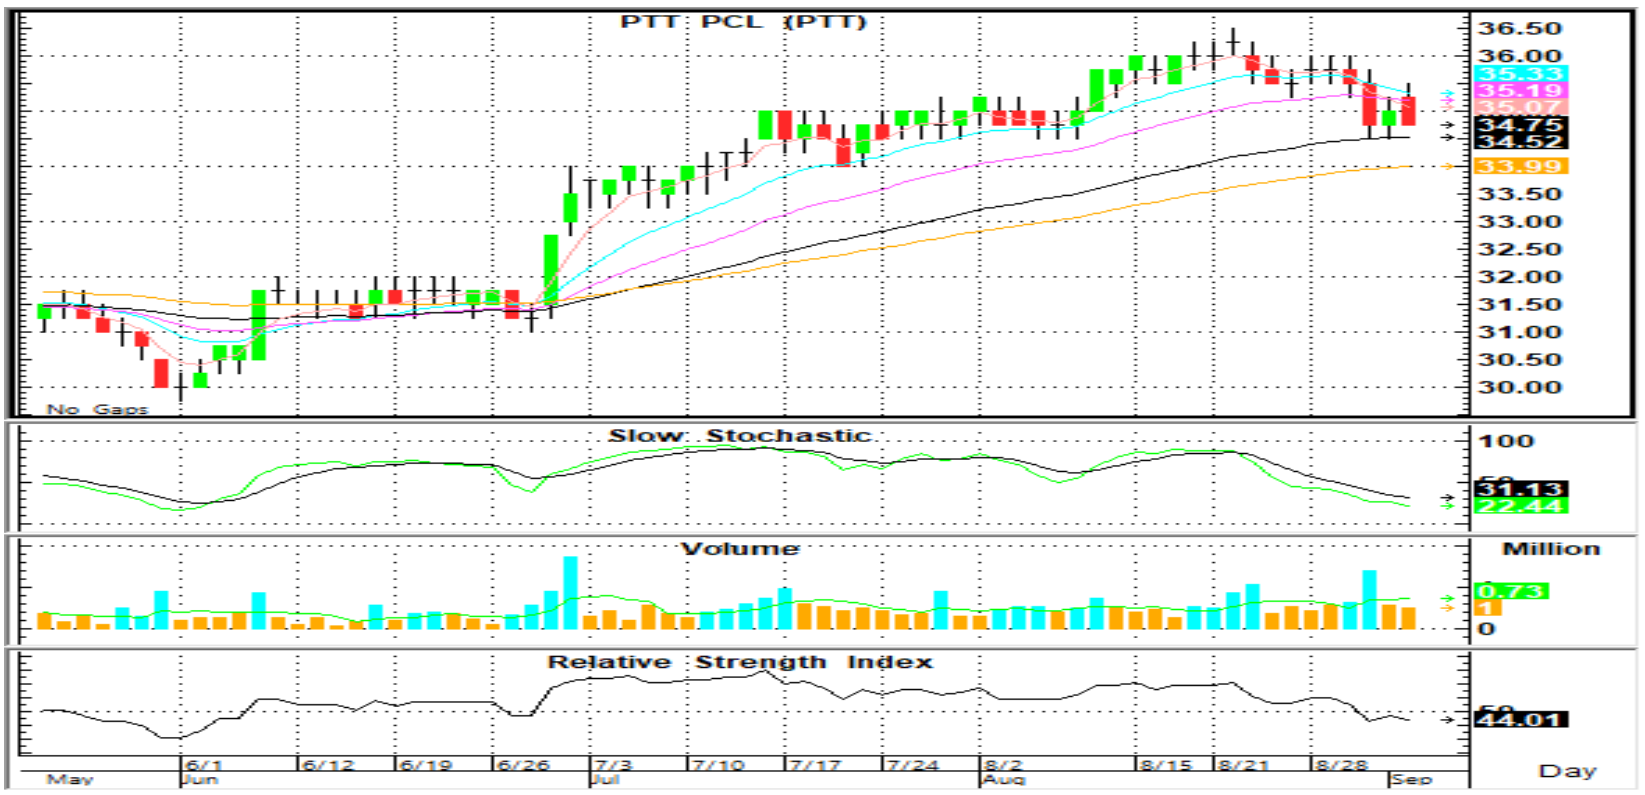 PTT PCL (PTT)
36.50
36.00
35.33
35.19
35.07
34.75
34.52
33.99
33.50
33.00
32.50
32.00
31.50
31.00
30.50
30.00
No Gaps
Slow Stochastic
100
31.13
22.44
Volume
Million
0.73
1
0
Relative Strength Index
44.01
6/1 6/12 6/19 6/26 7/3 7/10 7/17 7/24 8/2 8/15 8/21 8/28
May Jun Jul Aug Sep
Day